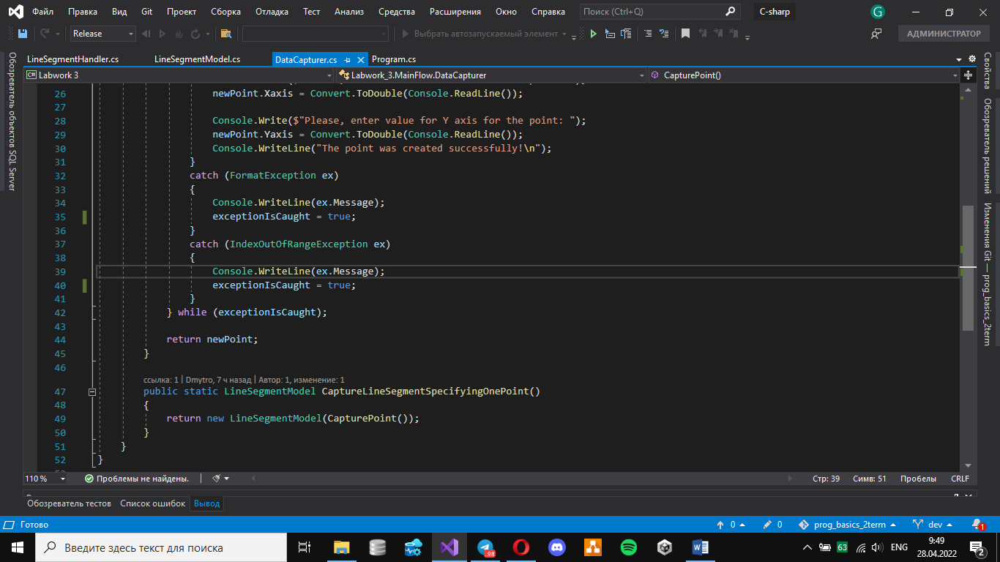 Файл Правка Вид Git Проект Сборка Отладка Тест Анализ Средства Расширения Окно Справка Поиск (Ctrl+Q) C-sharp G
Release Выбрать автозапускаемый элемент АДМИНИСТРАТОР
LineSegmentHandler.cs LineSegmentModel.cs DataCapturer.cs Program.cs
C# Labwork 3 Labwork_3.MainFlow.DataCapturer CapturePoint()
Обозреватель объектов SQL Server
26 newPoint.Xaxis = Convert.ToDouble(Console.ReadLine());
27
28 Console.Write($"Please, enter value for Y axis for the point: ");
29 newPoint.Yaxis = Convert.ToDouble(Console.ReadLine());
30 Console.WriteLine("The point was created successfully!\n");
31 }
32 catch (FormatException ex)
33 {
34 Console.WriteLine(ex.Message);
35 exceptionIsCaught = true;
36 }
37 catch (IndexOutOfRangeException ex)
38 {
39 Console.WriteLine(ex.Message);
40 exceptionIsCaught = true;
41 }
42 } while (exceptionIsCaught);
43
44 return newPoint;
45 }
46
ссылка: 1 | Dmytro, 7 ч назад | Автор: 1, изменение: 1
47 public static LineSegmentModel CaptureLineSegmentSpecifyingOnePoint()
48 {
49 return new LineSegmentModel(CapturePoint());
50 }
51 }
52 }
Свойства
Обозреватель решений
Изменения Git — prog_basics_2term
110 % Проблемы не найдены. Стр: 39 Симв: 51 Пробелы CRLF
Обозреватель тестов Список ошибок Вывод
Готово 0 0 prog_basics_2term dev 1
Введите здесь текст для поиска 98 63 ENG 9:49
28.04.2022 2